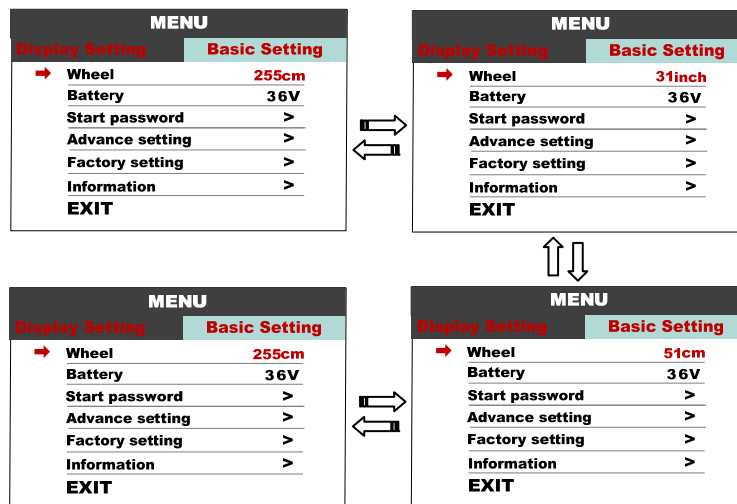 MENU
Display Setting Basic Setting
Wheel 255cm
Battery 36V
Start password >
Advance setting >
Factory setting >
Information >
EXIT
MENU
Display Setting Basic Setting
Wheel 31inch
Battery 36V
Start password >
Advance setting >
Factory setting >
Information >
EXIT
MENU
Display Setting Basic Setting
Wheel 255cm
Battery 36V
Start password >
Advance setting >
Factory setting >
Information >
EXIT
MENU
Display Setting Basic Setting
Wheel 51cm
Battery 36V
Start password >
Advance setting >
Factory setting >
Information >
EXIT